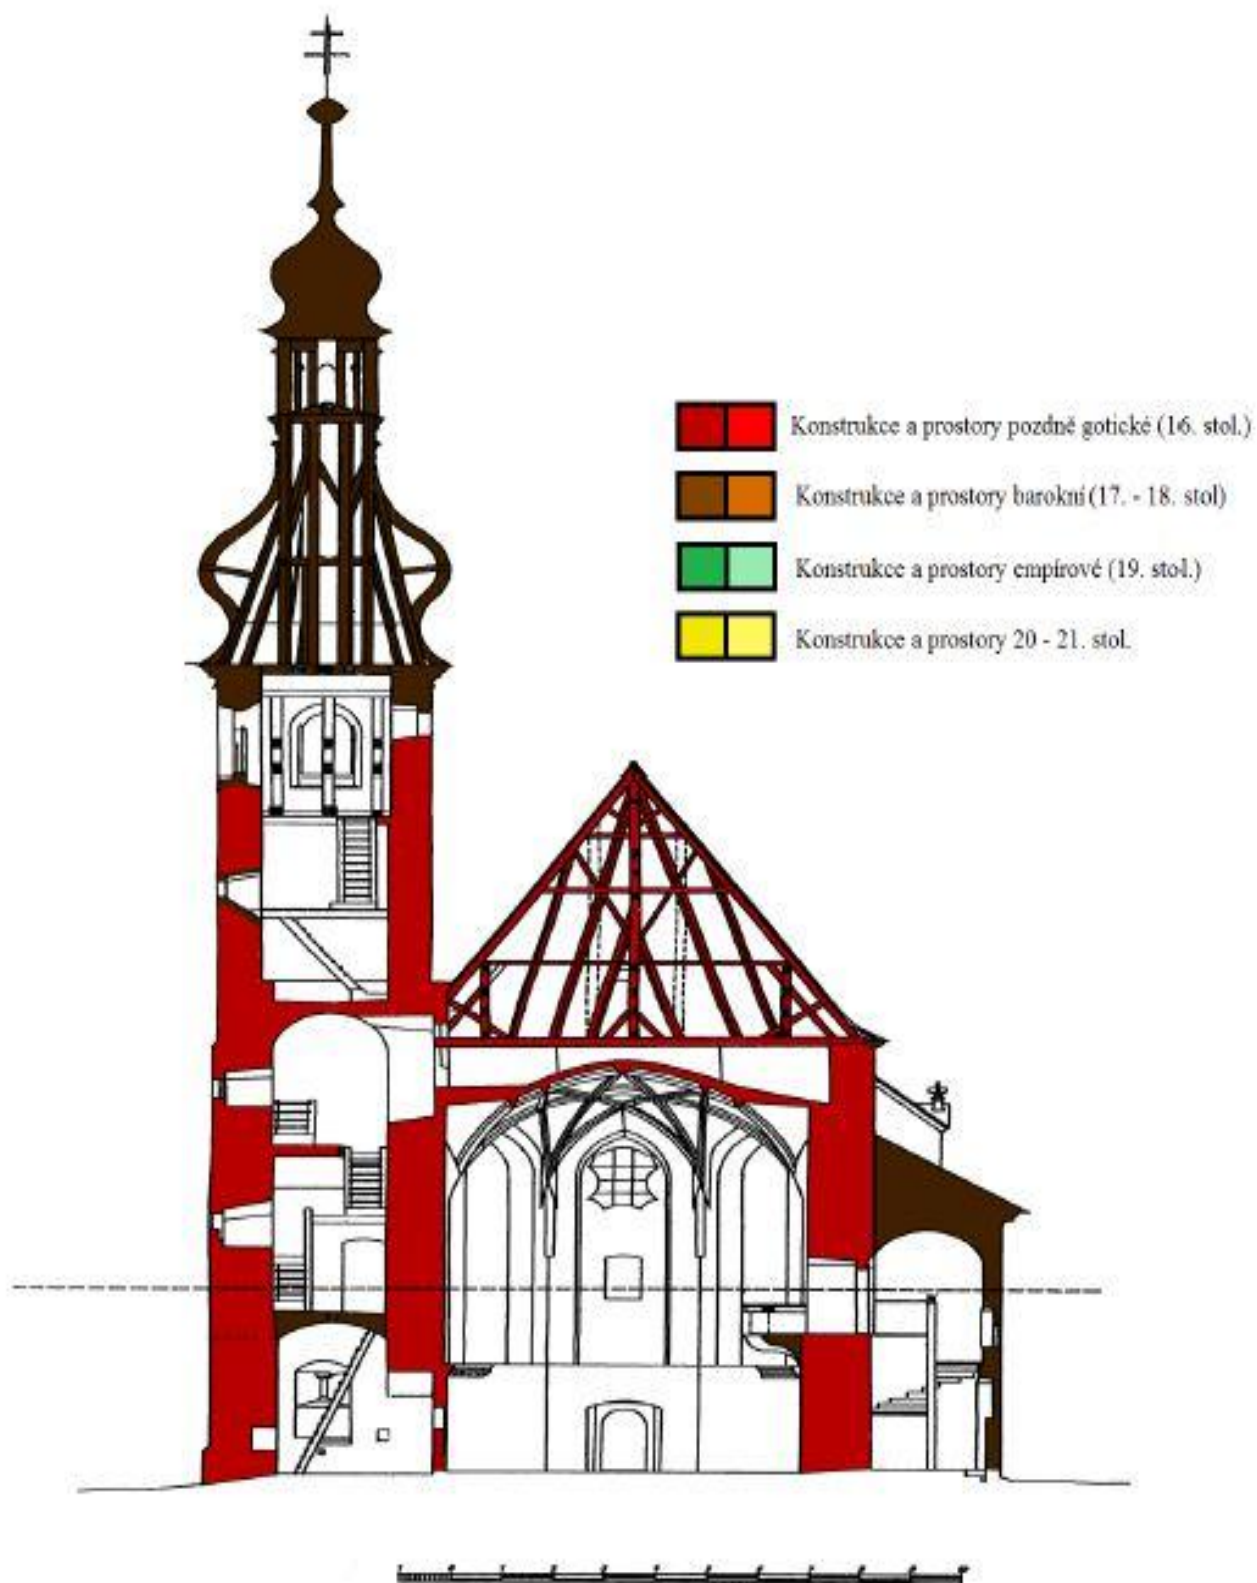 Konstrukce a prostory pozdně gotické (16. stol.)
Konstrukce a prostory barokní (17. - 18. stol)
Konstrukce a prostory empírové (19. stol.)
Konstrukce a prostory 20 - 21. stol.